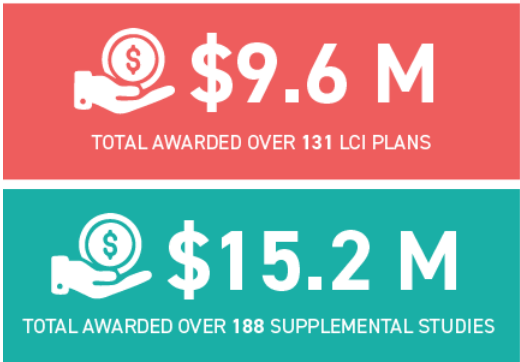 $
$9.6 M
TOTAL AWARDED OVER 131 LCI PLANS
$
$15.2 M
TOTAL AWARDED OVER 188 SUPPLEMENTAL STUDIES